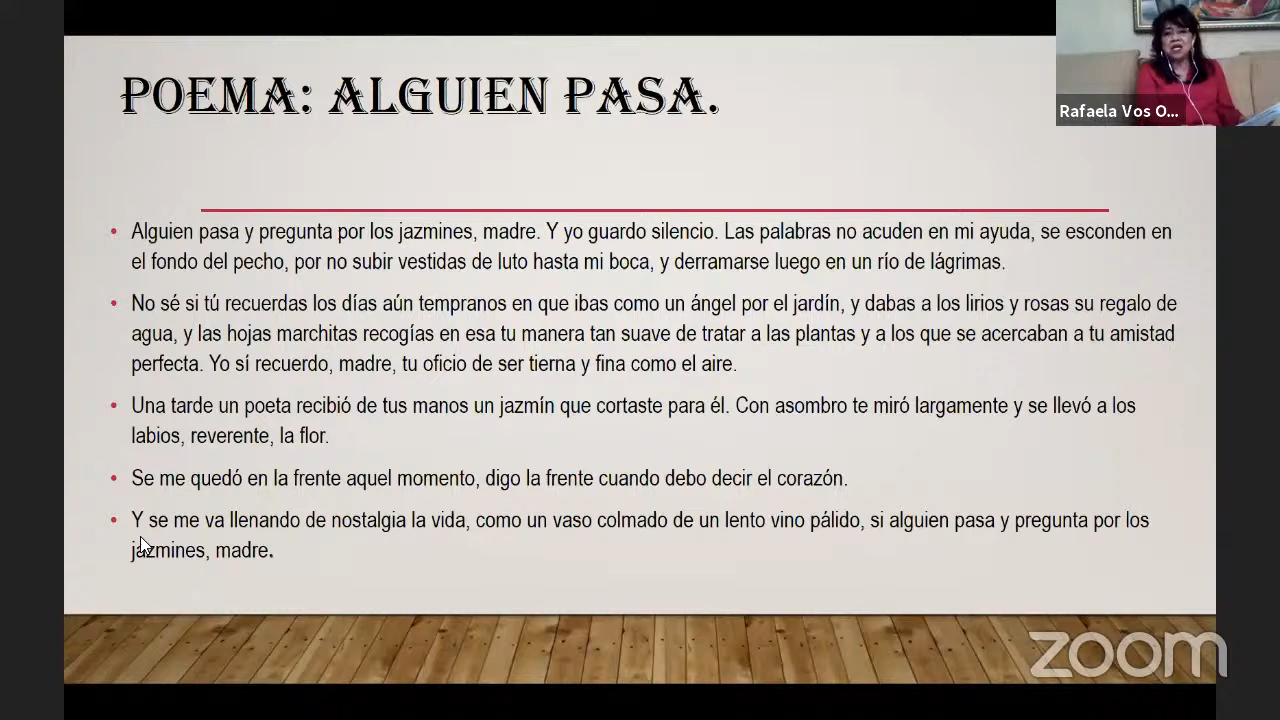 POEMA: ALGUIEN PASA.
Rafaela Vos O...
• Alguien pasa y pregunta por los jazmines, madre. Y yo guardo silencio. Las palabras no acuden en mi ayuda, se esconden en
el fondo del pecho, por no subir vestidas de luto hasta mi boca, y derramarse luego en un río de lágrimas.
• No sé si tú recuerdas los días aún tempranos en que ibas como un ángel por el jardín, y dabas a los lirios y rosas su regalo de
agua, y las hojas marchitas recogías en esa tu manera tan suave de tratar a las plantas y a los que se acercaban a tu amistad
perfecta. Yo sí recuerdo, madre, tu oficio de ser tierna y fina como el aire.
• Una tarde un poeta recibió de tus manos un jazmín que cortaste para él. Con asombro te miró largamente y se llevó a los
labios, reverente, la flor.
• Se me quedó en la frente aquel momento, digo la frente cuando debo decir el corazón.
• Y se me va llenando de nostalgia la vida, como un vaso colmado de un lento vino pálido, si alguien pasa y pregunta por los
jazmines, madre.
zoom